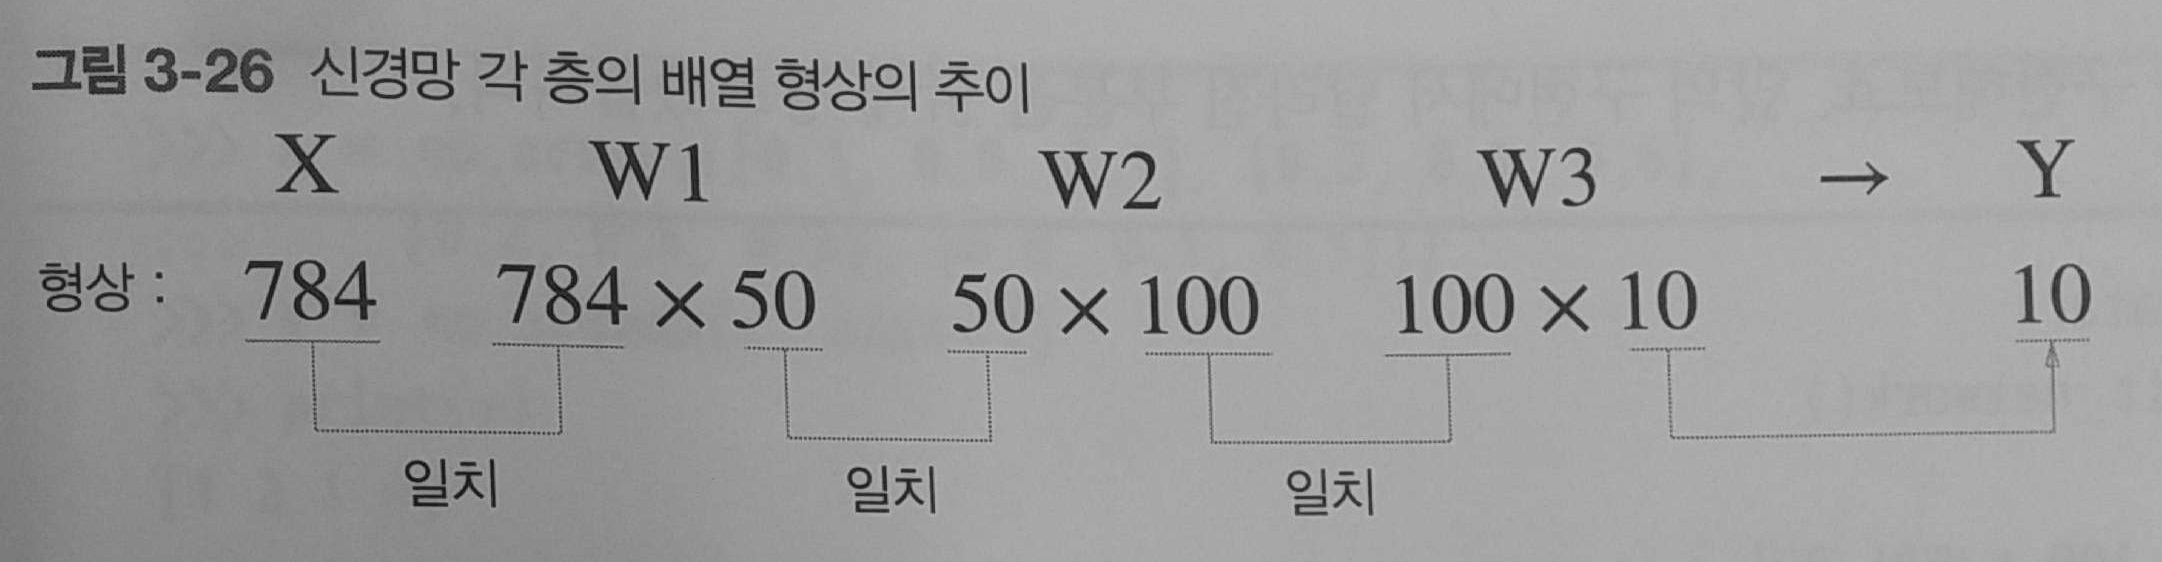 그림 3-26 신경망 각 층의 배열 형상의 추이
X W1 W2 W3 → Y
형상 : 784 784 × 50 50 × 100 100 × 10 10
일치 일치 일치